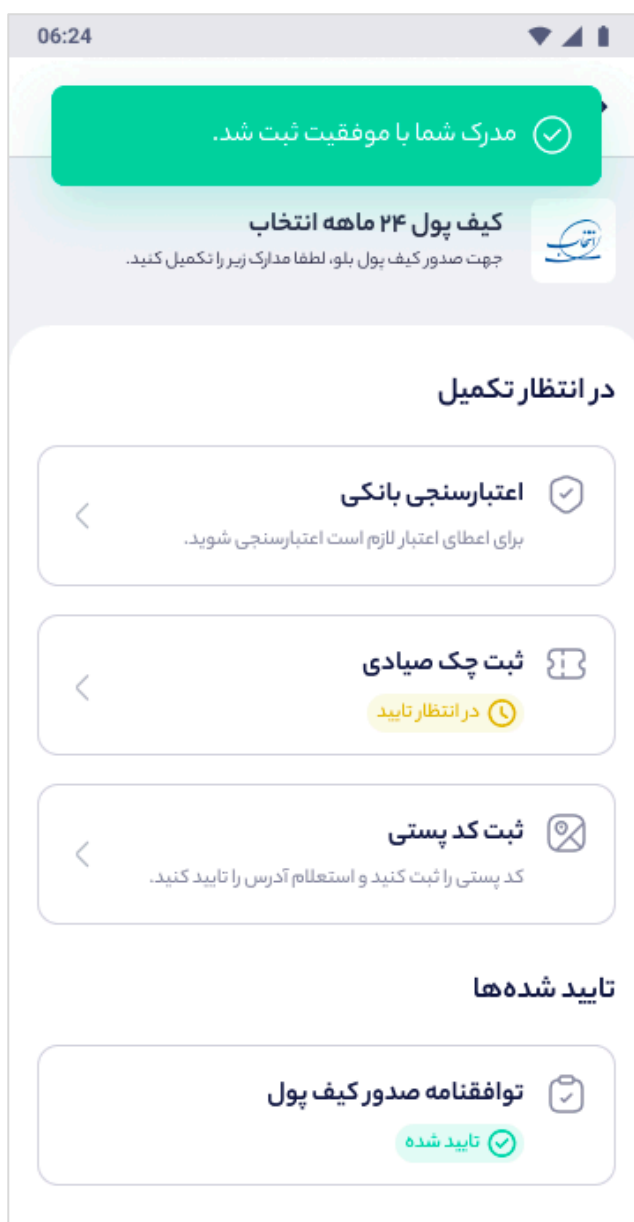 06:24
مدرک شما با موفقیت ثبت شد.
انتخاب
کیف پول ۲۴ ماهه انتخاب
جهت صدور کیف پول بلو، لطفا مدارک زیر را تکمیل کنید.
در انتظار تکمیل
اعتبارسنجی بانکی
برای اعطای اعتبار لازم است اعتبارسنجی شوید.
ثبت چک صیادی
در انتظار تایید
ثبت کد پستی
کد پستی را ثبت کنید و استعلام آدرس را تایید کنید.
تایید شده‌ها
توافقنامه صدور کیف پول
تایید شده